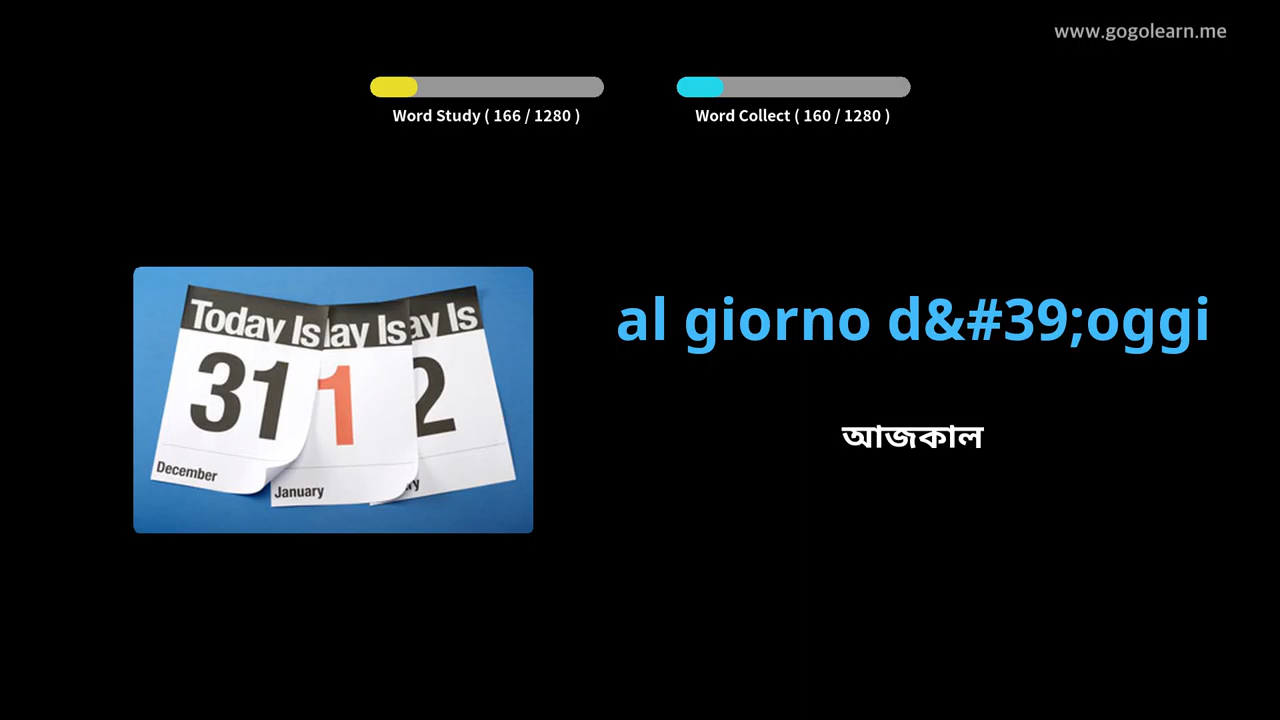 www.gogolearn.me
Word Study ( 166 / 1280 )
Word Collect ( 160 / 1280 )
Today Is
lay Is
ay Is
31
1
2
December
January
ry
al giorno d&#39;oggi
আজকাল